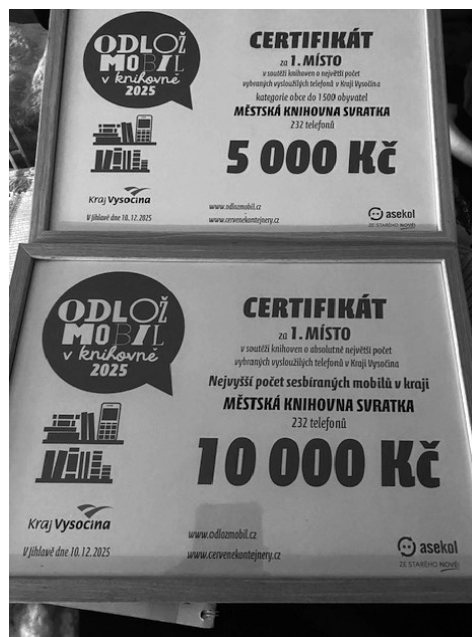 ODLOŽ
MOBIL
v knihovně
2025
CERTIFIKÁT
za 1. MÍSTO
v soutěži knihoven o největší počet
vybraných vysloužilých telefonů v Kraji Vysočina
kategorie obce do 1500 obyvatel
MĚSTSKÁ KNIHOVNA SVRATKA
232 telefonů
5 000 Kč
Kraj Vysočina
V Jihlavě dne 10. 12. 2025
www.odlozmobil.cz
www.cervenekontejnery.cz
asekol
ZE STARÉHO NOVÉ!
ODLOŽ
MOBIL
v knihovně
2025
CERTIFIKÁT
za 1. MÍSTO
v soutěži knihoven o absolutně největší počet
vybraných vysloužilých telefonů v Kraji Vysočina
Nejvyšší počet sesbíraných mobilů v kraji
MĚSTSKÁ KNIHOVNA SVRATKA
232 telefonů
10 000 Kč
Kraj Vysočina
V Jihlavě dne 10. 12. 2025
www.odlozmobil.cz
www.cervenekontejnery.cz
asekol
ZE STARÉHO NOVÉ!